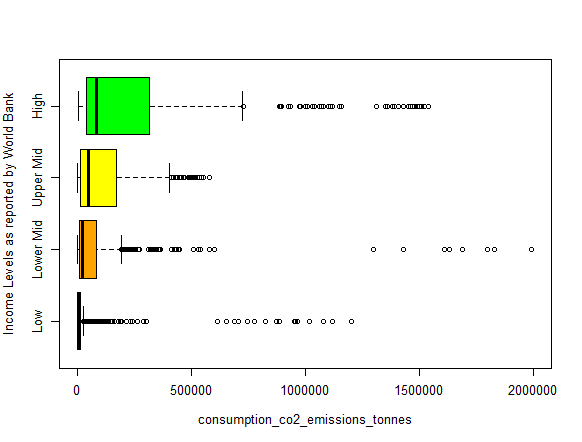 Income Levels as reported by World Bank
High
Upper Mid
Lower Mid
Low
0 500000 1000000 1500000 2000000
consumption_co2_emissions_tonnes